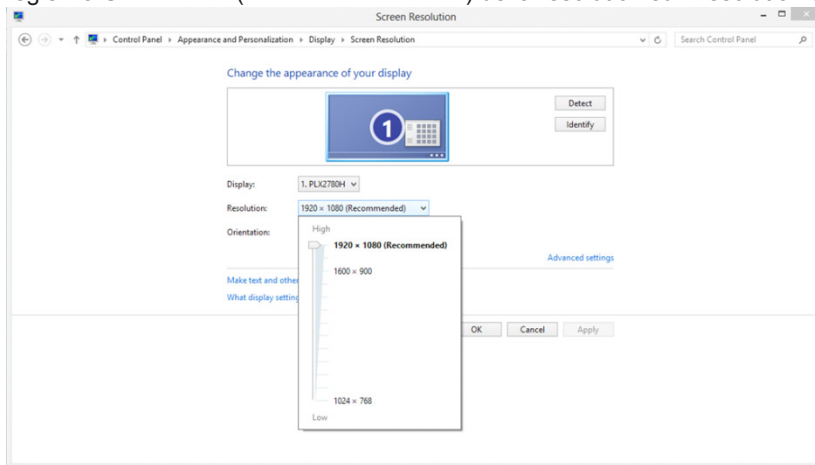 Screen Resolution
Control Panel ▸ Appearance and Personalization ▸ Display ▸ Screen Resolution
Search Control Panel
Change the appearance of your display
1
Detect
Identify
Display: 1. PLX2780H
Resolution: 1920 × 1080 (Recommended)
Orientation:
High
1920 × 1080 (Recommended)
1600 × 900
1024 × 768
Low
Advanced settings
Make text and other
What display setting
OK Cancel Apply